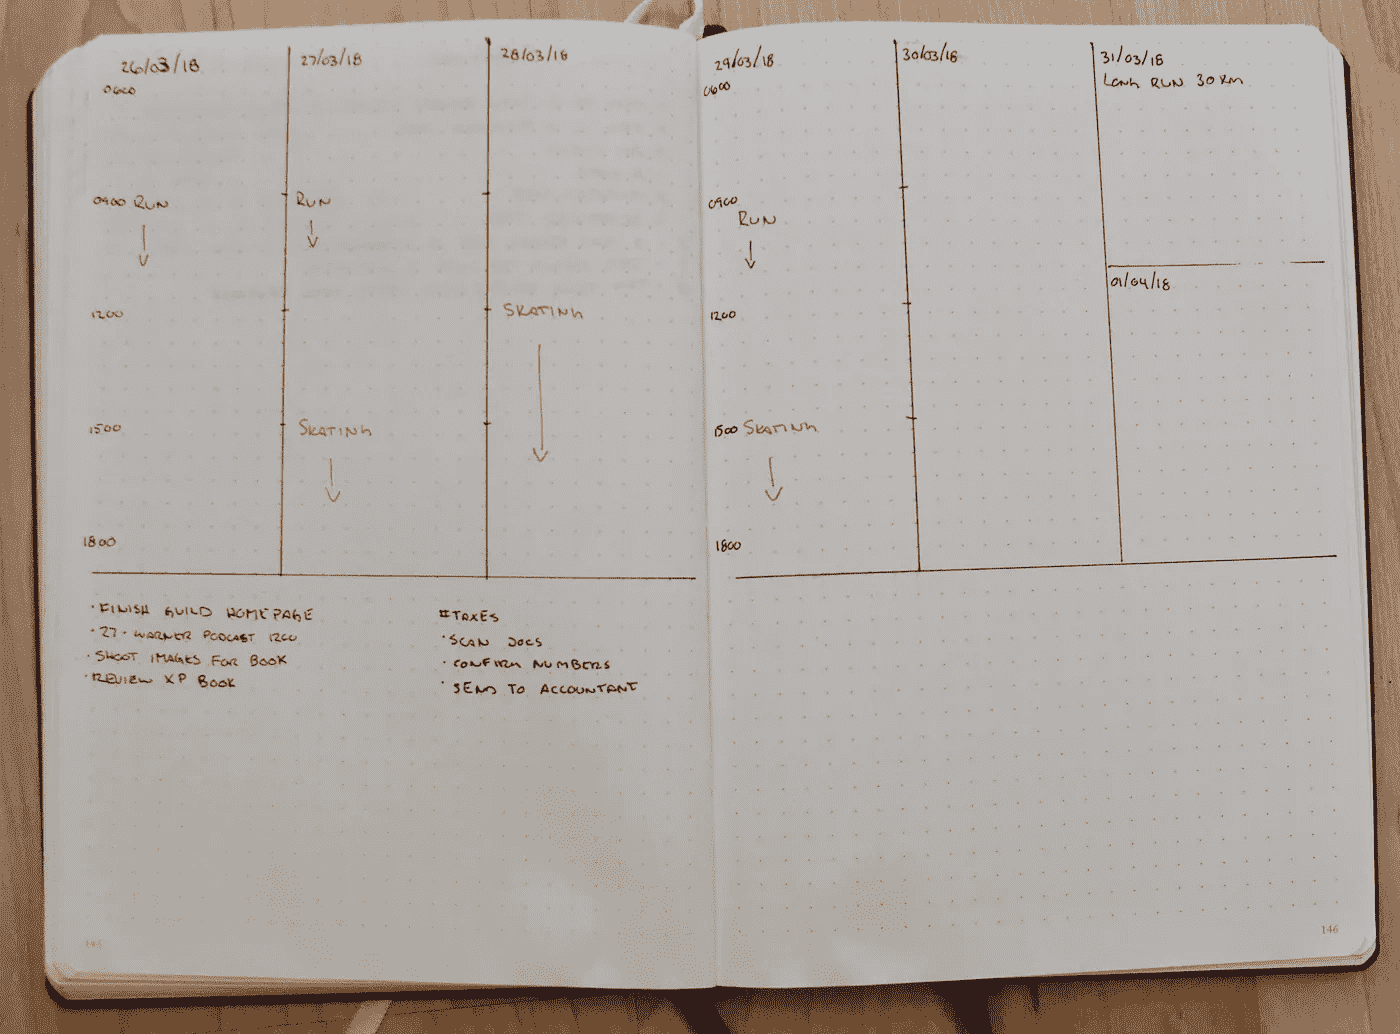 26/03/18
27/03/18
28/03/18
0600
0900 RUN
RUN
1200
SKATING
1500
SKATING
1800
• FINISH GUILD HOMEPAGE
• 27 • WARNER PODCAST 1200
• SHOOT IMAGES FOR BOOK
• REVIEW XP BOOK
#TAXES
• SCAN DOCS
• CONFIRM NUMBERS
• SEND TO ACCOUNTANT
145
29/03/18
30/03/18
31/03/18
LONG RUN 30 KM
0600
0900
RUN
01/04/18
1200
1500 SKATING
1800
146